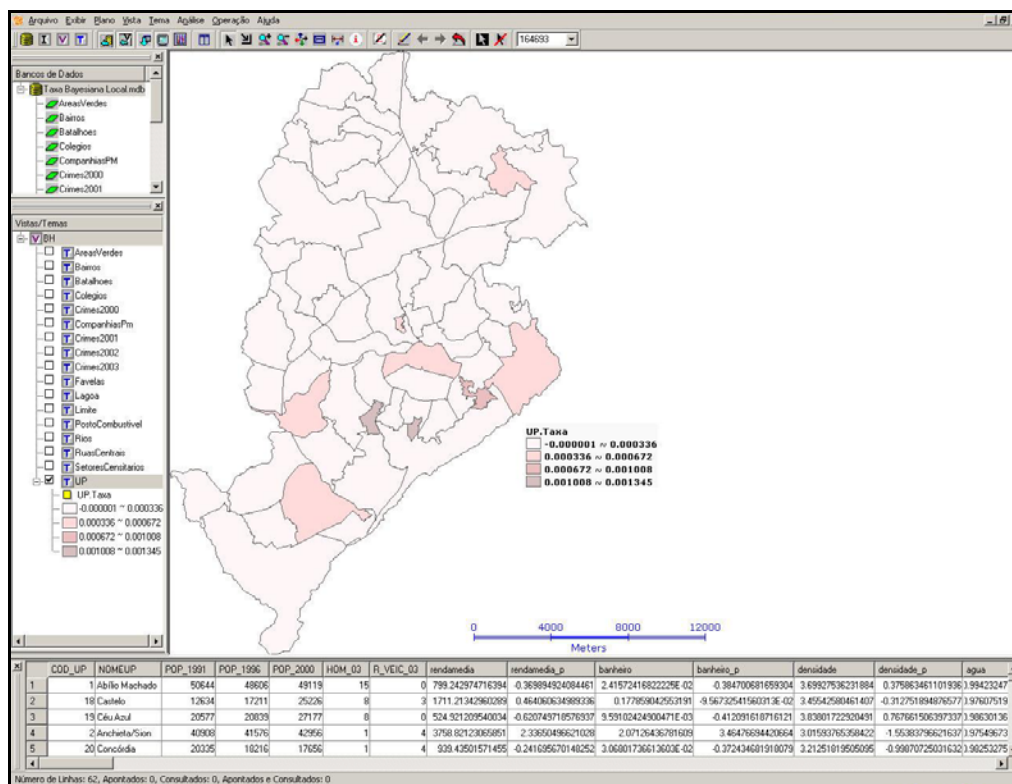 Arquivo Exibir Plano Vista Tema Análise Operação Ajuda
164693
Bancos de Dados
Taxa Bayesiana Local.mdb
AreasVerdes
Bairros
Batalhoes
Colegios
CompanhiasPM
Crimes2000
Crimes2001
Vistas/Temas
BH
AreasVerdes
Bairros
Batalhoes
Colegios
Crimes2000
CompanhiasPm
Crimes2001
Crimes2002
Crimes2003
Favelas
Lagoa
Limite
PostoCombustivel
Rios
RuasCentrais
SetoresCensitarios
UP
UP.Taxa
-0.000001 ~ 0.000336
0.000336 ~ 0.000672
0.000672 ~ 0.001008
0.001008 ~ 0.001345
UP.Taxa
-0.000001 ~ 0.000336
0.000336 ~ 0.000672
0.000672 ~ 0.001008
0.001008 ~ 0.001345
0 4000 8000 12000
Meters
COD_UP NOMEUP POP_1991 POP_1996 POP_2000 HOM_03 R_VEIC_03 rendamedia rendamedia_p banheiro banheiro_p densidade densidade_p agua
1 1 Abílio Machado 50644 48606 49119 15 0 799.242974716394 -0.369894924084461 2.41572416822225E-02 -0.384700681659304 3.69927536231884 0.375863461101936 0.99423247
2 18 Castelo 12634 17211 25226 8 3 1711.21342960289 0.464060634989336 0.177859042553191 -9.56732541560313E-02 3.45542580461407 -0.312751894876577 0.97607519
3 19 Céu Azul 20577 20839 27177 8 0 524.921209540034 -0.620749718576937 9.59102424900471E-03 -0.412091618716121 3.83801722920491 0.767661506397337 0.98630136
4 2 Anchieta/Sion 40908 41576 42956 1 4 3758.82123065851 2.33650496621028 2.07126436781609 3.46476694420664 3.01593765358422 -1.55383796621637 0.97549673
5 20 Concórdia 20335 18216 17656 1 4 939.43501571455 -0.241695670148252 3.06801736613603E-02 -0.372434681918079 3.21251819505095 -0.99870725031632 0.98253275
Número de Linhas: 62, Apontados: 0, Consultados: 0, Apontados e Consultados: 0